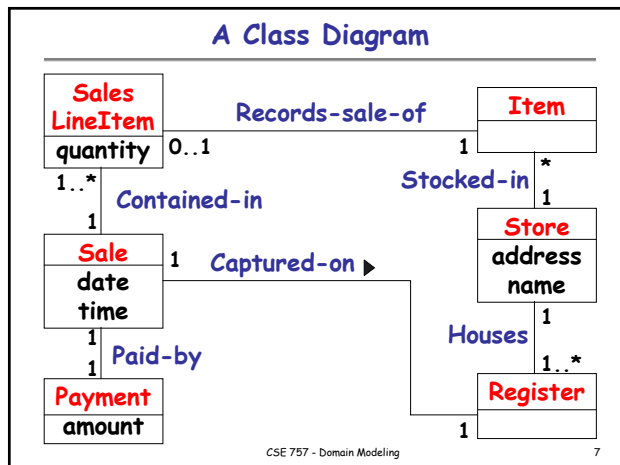 A Class Diagram
Sales
LineItem
quantity
Records-sale-of
0..1
1
Item
1..*
Contained-in
1
*
Stocked-in
1
Sale
date
time
1
Captured-on
Store
address
name
1
Paid-by
1
1
Houses
1..*
Payment
amount
Register
1
CSE 757 - Domain Modeling
7